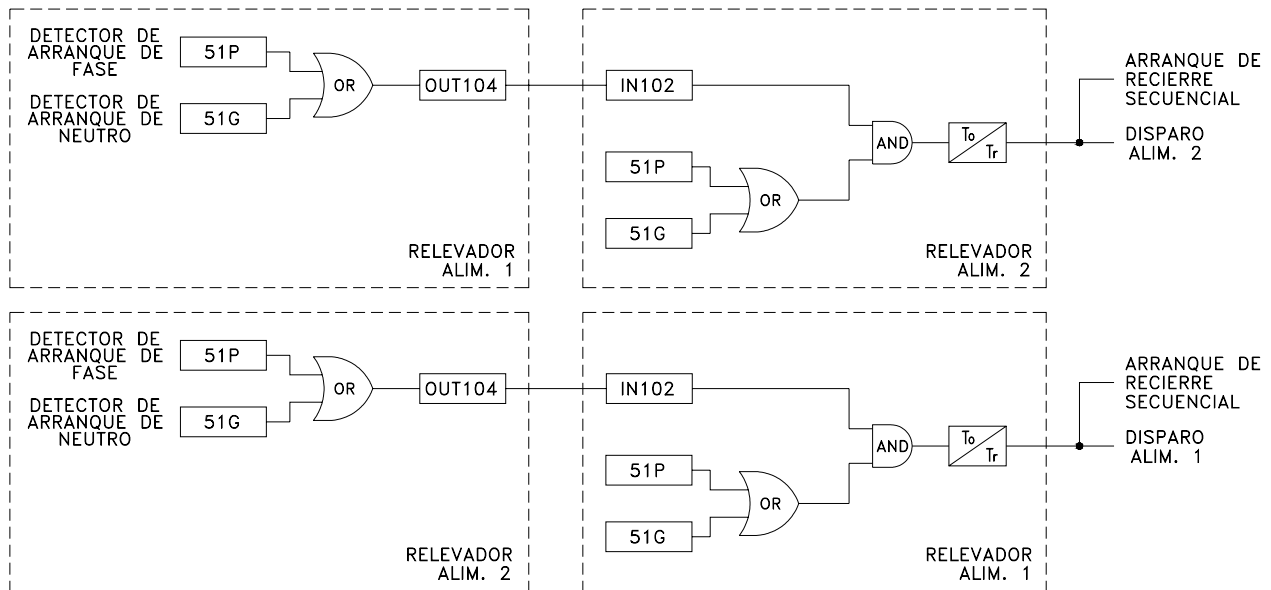 DETECTOR DE
ARRANQUE DE
FASE
51P
DETECTOR DE
ARRANQUE DE
NEUTRO
51G
OR
OUT104
RELEVADOR
ALIM. 1
IN102
51P
51G
OR
AND
To
Tr
RELEVADOR
ALIM. 2
ARRANQUE DE
RECIERRE
SECUENCIAL
DISPARO
ALIM. 2
DETECTOR DE
ARRANQUE DE
FASE
51P
DETECTOR DE
ARRANQUE DE
NEUTRO
51G
OR
OUT104
RELEVADOR
ALIM. 2
IN102
51P
51G
OR
AND
To
Tr
RELEVADOR
ALIM. 1
ARRANQUE DE
RECIERRE
SECUENCIAL
DISPARO
ALIM. 1